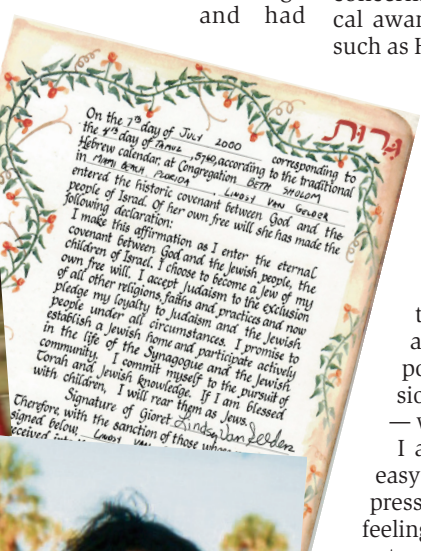 and had
cal awar
such as H
גרות
On the 7th day of July 2000 corresponding to
the 4th day of Tamuz, 5760, according to the traditional
Hebrew calendar, at Congregation BETH SHOLOM
in MIAMI BEACH FLORIDA, LINDSY VAN GELDER
entered the historic covenant between God and the
people of Israel. Of her own free will she has made the
following declaration:
I make this affirmation as I enter the eternal
covenant between God and the Jewish people, the
children of Israel. I choose to become a Jew of my
own free will. I accept Judaism to the exclusion
of all other religions, faiths and practices and now
pledge my loyalty to Judaism and the Jewish
people under all circumstances. I promise to
establish a Jewish home and participate actively
in the life of the Synagogue and the Jewish
community. I commit myself to the pursuit of
Torah and Jewish knowledge. If I am blessed
with children, I will rear them as Jews.
Signature of Gioret Lindsy Van Gelder
Therefore, with the sanction of those whose
signed below, LINDSY VAN
received into
t
a
po
sion
— w
I a
easy
press
feeling